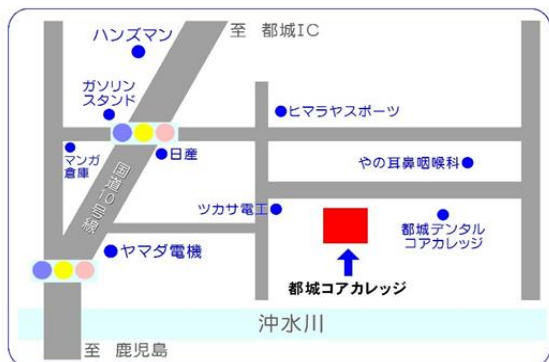 ハンズマン
至 都城IC
ガソリン
スタンド
ヒマラヤスポーツ
マンガ
倉庫
日産
やの耳鼻咽喉科
国道10号線
ツカサ電工
都城デンタル
コアカレッジ
ヤマダ電機
都城コアカレッジ
沖水川
至 鹿児島